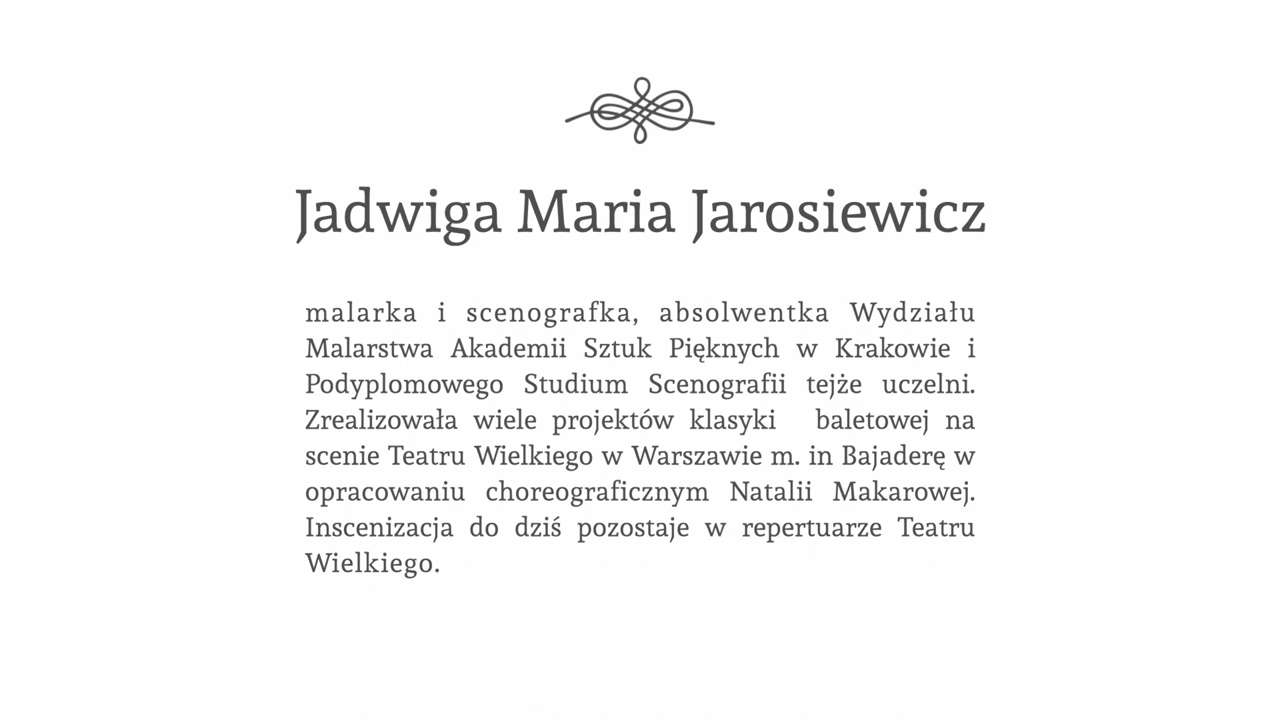 Jadwiga Maria Jarosiewicz
malarka i scenografka, absolwentka Wydziału
Malarstwa Akademii Sztuk Pięknych w Krakowie i
Podyplomowego Studium Scenografii tejże uczelni.
Zrealizowała wiele projektów klasyki baletowej na
scenie Teatru Wielkiego w Warszawie m. in Bajaderę w
opracowaniu choreograficznym Natalii Makarowej.
Inscenizacja do dziś pozostaje w repertuarze Teatru
Wielkiego.